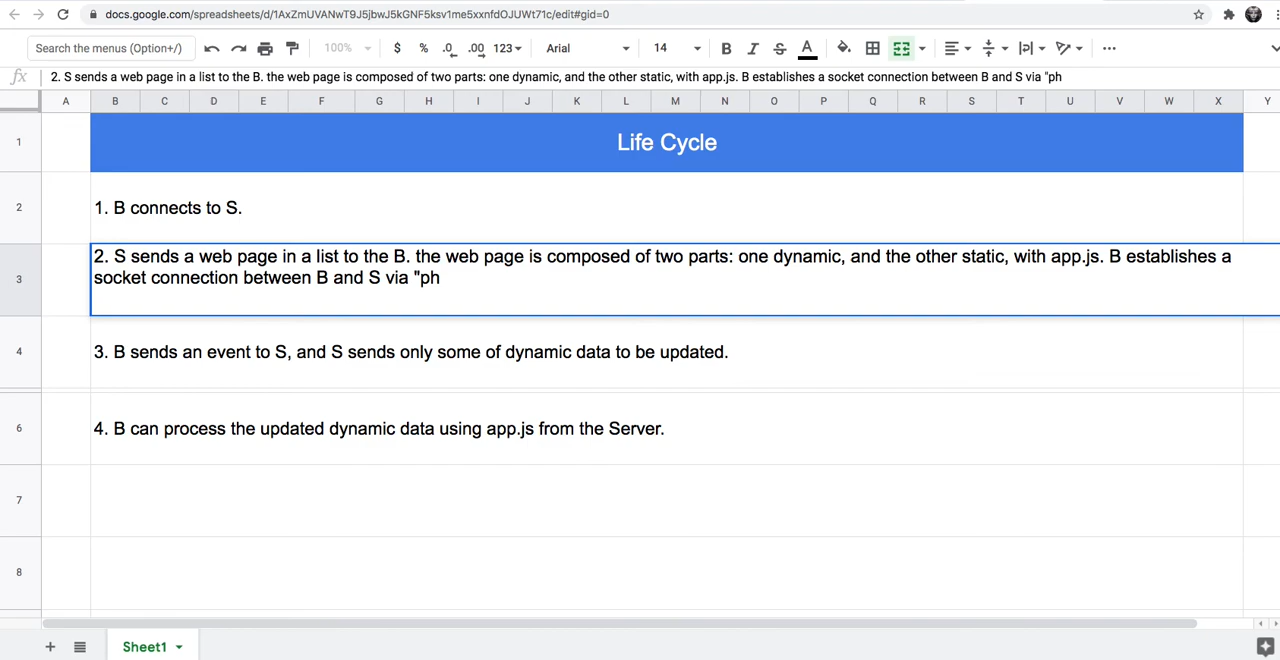 docs.google.com/spreadsheets/d/1AxZmUVANwT9J5jbwJ5kGNF5ksv1me5xxnfdOJUWt71c/edit#gid=0
Search the menus (Option+/) 100% $ % .0 .00 123 Arial 14 B I S A
fx 2. S sends a web page in a list to the B. the web page is composed of two parts: one dynamic, and the other static, with app.js. B establishes a socket connection between B and S via "ph
A B C D E F G H I J K L M N O P Q R S T U V W X Y
1 Life Cycle
2 1. B connects to S.
3 2. S sends a web page in a list to the B. the web page is composed of two parts: one dynamic, and the other static, with app.js. B establishes a
socket connection between B and S via "ph
4 3. B sends an event to S, and S sends only some of dynamic data to be updated.
6 4. B can process the updated dynamic data using app.js from the Server.
7
8
Sheet1